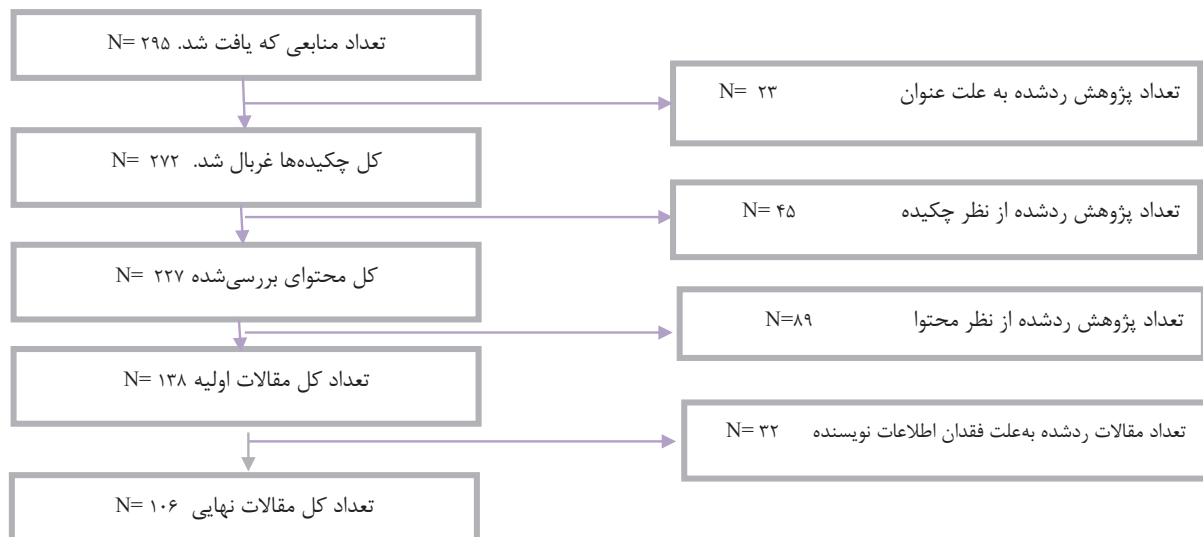 تعداد منابعی که یافت شد. N= ۲۹۵
تعداد پژوهش ردشده به علت عنوان N= ۲۳
کل چکیده‌ها غربال شد. N= ۲۷۲
تعداد پژوهش ردشده از نظر چکیده N= ۴۵
کل محتوای بررسی‌شده N= ۲۲۷
تعداد پژوهش ردشده از نظر محتوا N=۸۹
تعداد کل مقالات اولیه N= ۱۳۸
تعداد مقالات ردشده به‌علت فقدان اطلاعات نویسنده N= ۳۲
تعداد کل مقالات نهایی N= ۱۰۶